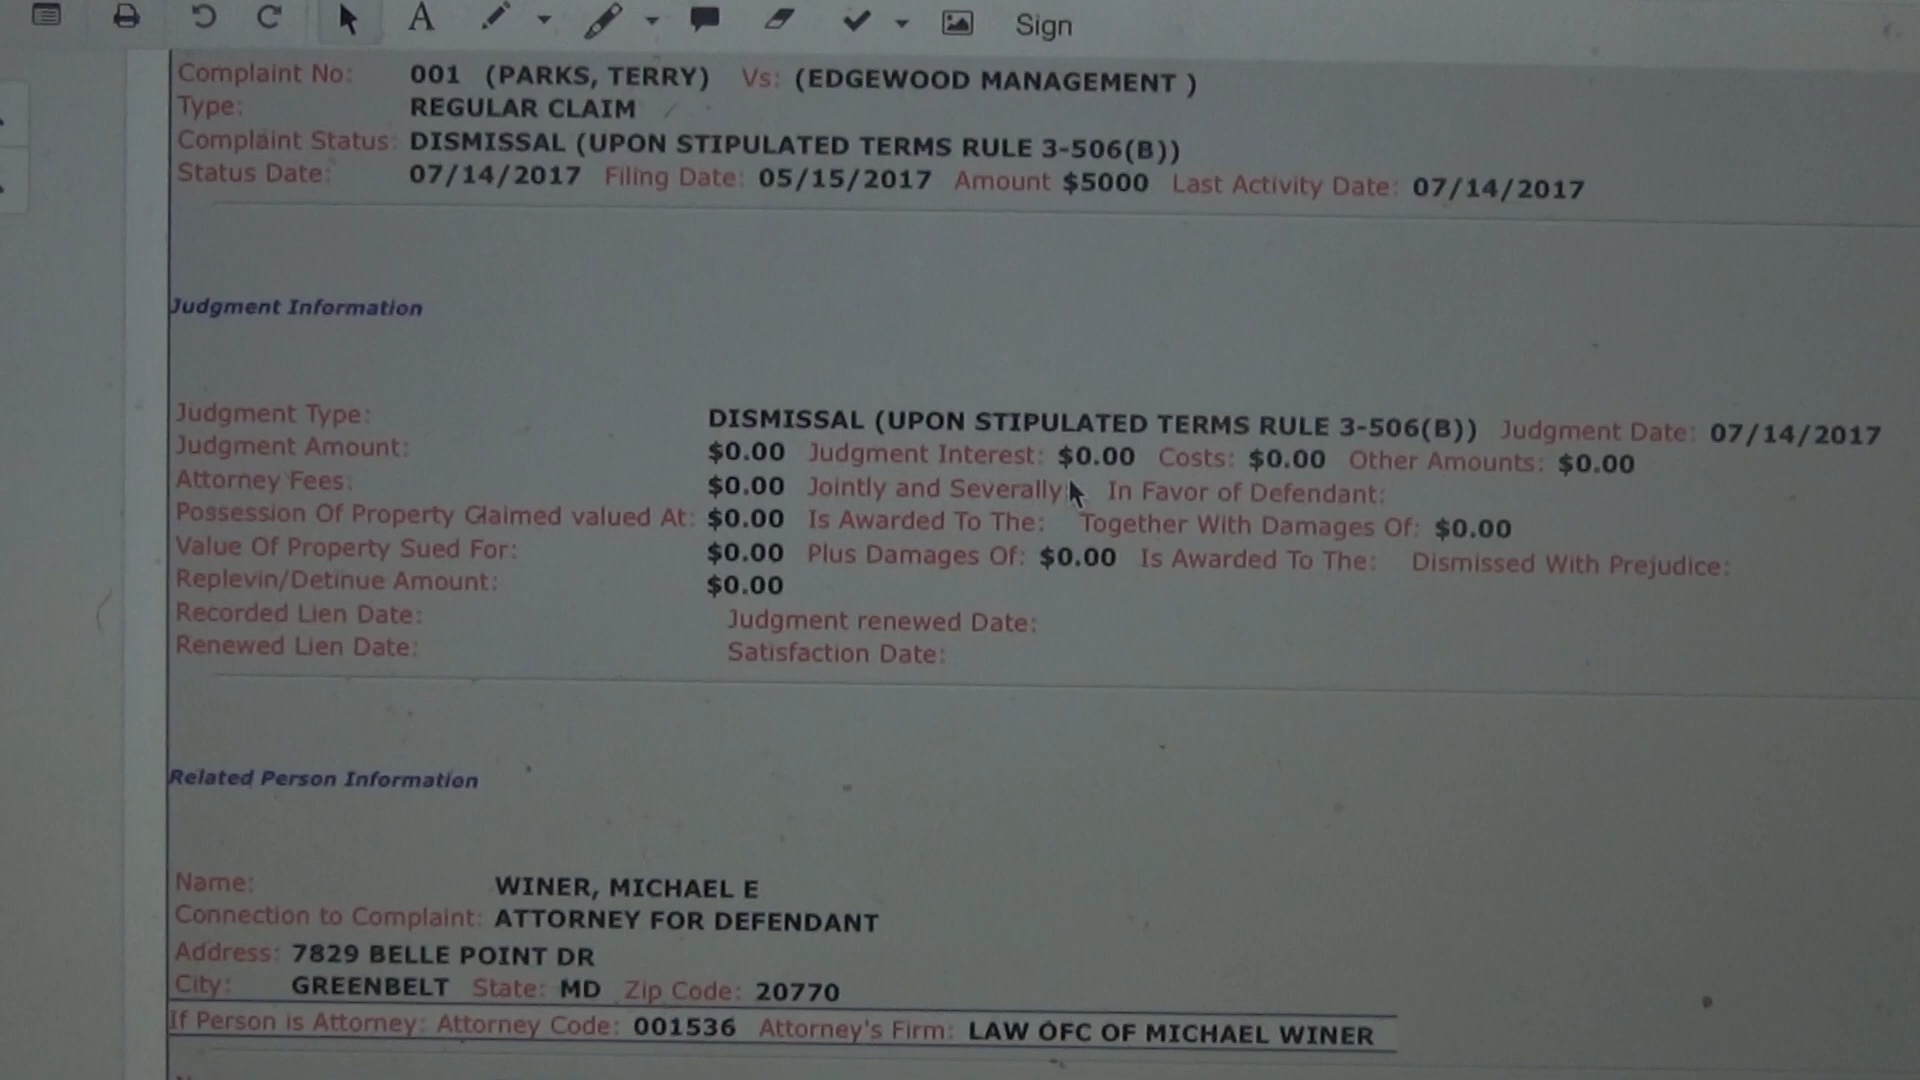 Sign
Complaint No: 001 (PARKS, TERRY) Vs: (EDGEWOOD MANAGEMENT )
Type: REGULAR CLAIM
Complaint Status: DISMISSAL (UPON STIPULATED TERMS RULE 3-506(B))
Status Date: 07/14/2017 Filing Date: 05/15/2017 Amount $5000 Last Activity Date: 07/14/2017
Judgment Information
Judgment Type: DISMISSAL (UPON STIPULATED TERMS RULE 3-506(B)) Judgment Date: 07/14/2017
Judgment Amount: $0.00 Judgment Interest: $0.00 Costs: $0.00 Other Amounts: $0.00
Attorney Fees: $0.00 Jointly and Severally In Favor of Defendant:
Possession Of Property Claimed valued At: $0.00 Is Awarded To The: Together With Damages Of: $0.00
Value Of Property Sued For: $0.00 Plus Damages Of: $0.00 Is Awarded To The: Dismissed With Prejudice:
Replevin/Detinue Amount: $0.00
Recorded Lien Date: Judgment renewed Date:
Renewed Lien Date: Satisfaction Date:
Related Person Information
Name: WINER, MICHAEL E
Connection to Complaint: ATTORNEY FOR DEFENDANT
Address: 7829 BELLE POINT DR
City: GREENBELT State: MD Zip Code: 20770
If Person is Attorney: Attorney Code: 001536 Attorney's Firm: LAW OFC OF MICHAEL WINER